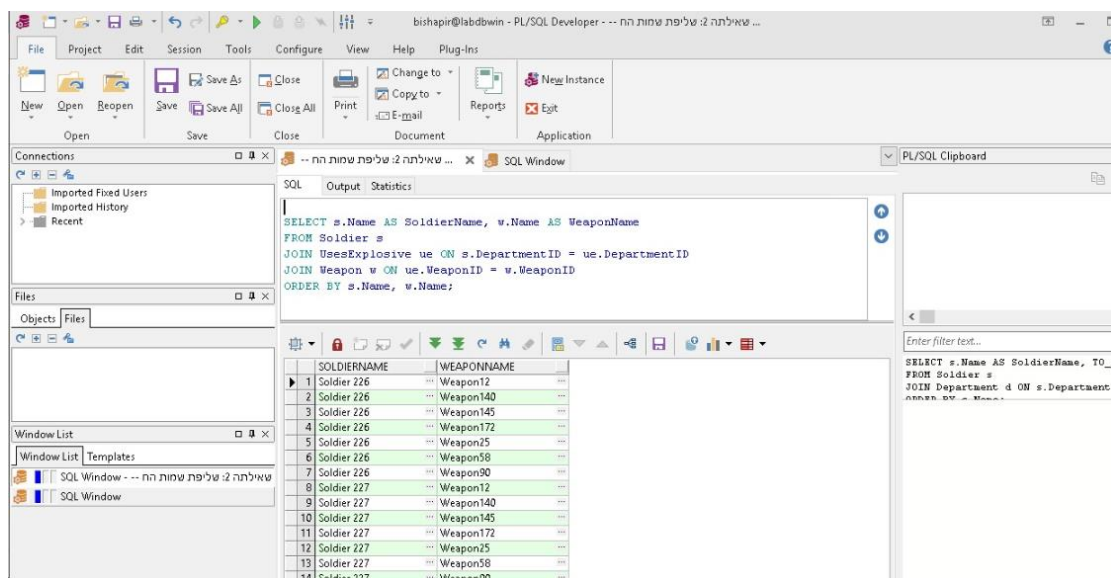 bishapir@labdbwin - PL/SQL Developer - -- שאילתה 2: שליפת שמות הח ...
File Project Edit Session Tools Configure View Help Plug-Ins
New Open Reopen Save Save As Save All Close Close All Print Change to Copy to E-mail Reports New Instance Exit
Open Save Close Document Application
Connections
Imported Fixed Users
Imported History
Recent
Files
Objects Files
Window List
Window List Templates
SQL Window - -- שאילתה 2: שליפת שמות הח
SQL Window
-- שאילתה 2: שליפת שמות הח ... SQL Window
SQL Output Statistics
SELECT s.Name AS SoldierName, w.Name AS WeaponName
FROM Soldier s
JOIN UsesExplosive ue ON s.DepartmentID = ue.DepartmentID
JOIN Weapon w ON ue.WeaponID = w.WeaponID
ORDER BY s.Name, w.Name;
SOLDIERNAME WEAPONNAME
1 Soldier 226 ... Weapon12 ...
2 Soldier 226 ... Weapon140 ...
3 Soldier 226 ... Weapon145 ...
4 Soldier 226 ... Weapon172 ...
5 Soldier 226 ... Weapon25 ...
6 Soldier 226 ... Weapon58 ...
7 Soldier 226 ... Weapon90 ...
8 Soldier 227 ... Weapon12 ...
9 Soldier 227 ... Weapon140 ...
10 Soldier 227 ... Weapon145 ...
11 Soldier 227 ... Weapon172 ...
12 Soldier 227 ... Weapon25 ...
13 Soldier 227 ... Weapon58 ...
14 Soldier 227 ... Weapon90 ...
PL/SQL Clipboard
Enter filter text...
SELECT s.Name AS SoldierName, TO_
FROM Soldier s
JOIN Department d ON s.Department
ORDER BY s.Name;